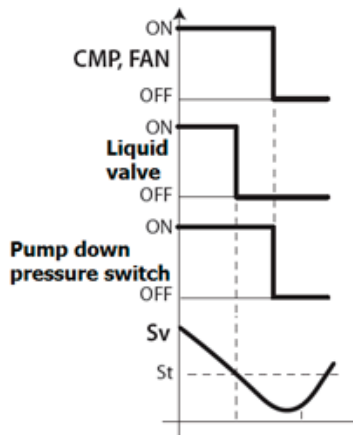 ON
CMP, FAN
OFF
ON
Liquid
valve
OFF
ON
Pump down
pressure switch
OFF
Sv
St